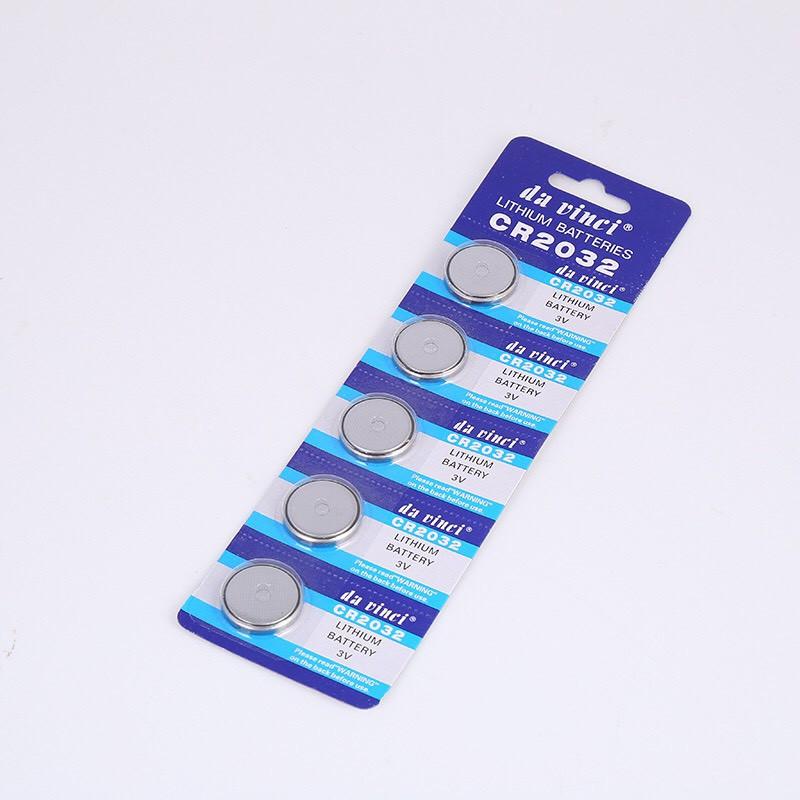 da vinci®
LITHIUM BATTERIES
CR2032
da vinci®
CR2032
LITHIUM
BATTERY
3V
Please read"WARNING"
on the back before use.
da vinci®
CR2032
LITHIUM
BATTERY
3V
Please read"WARNING"
on the back before use.
da vinci®
CR2032
LITHIUM
BATTERY
3V
Please read"WARNING"
on the back before use.
da vinci®
CR2032
LITHIUM
BATTERY
3V
Please read"WARNING"
on the back before use
da vinci®
CR2032
LITHIUM
BATTERY
3V
Please read"WARNING"
on the back before use.